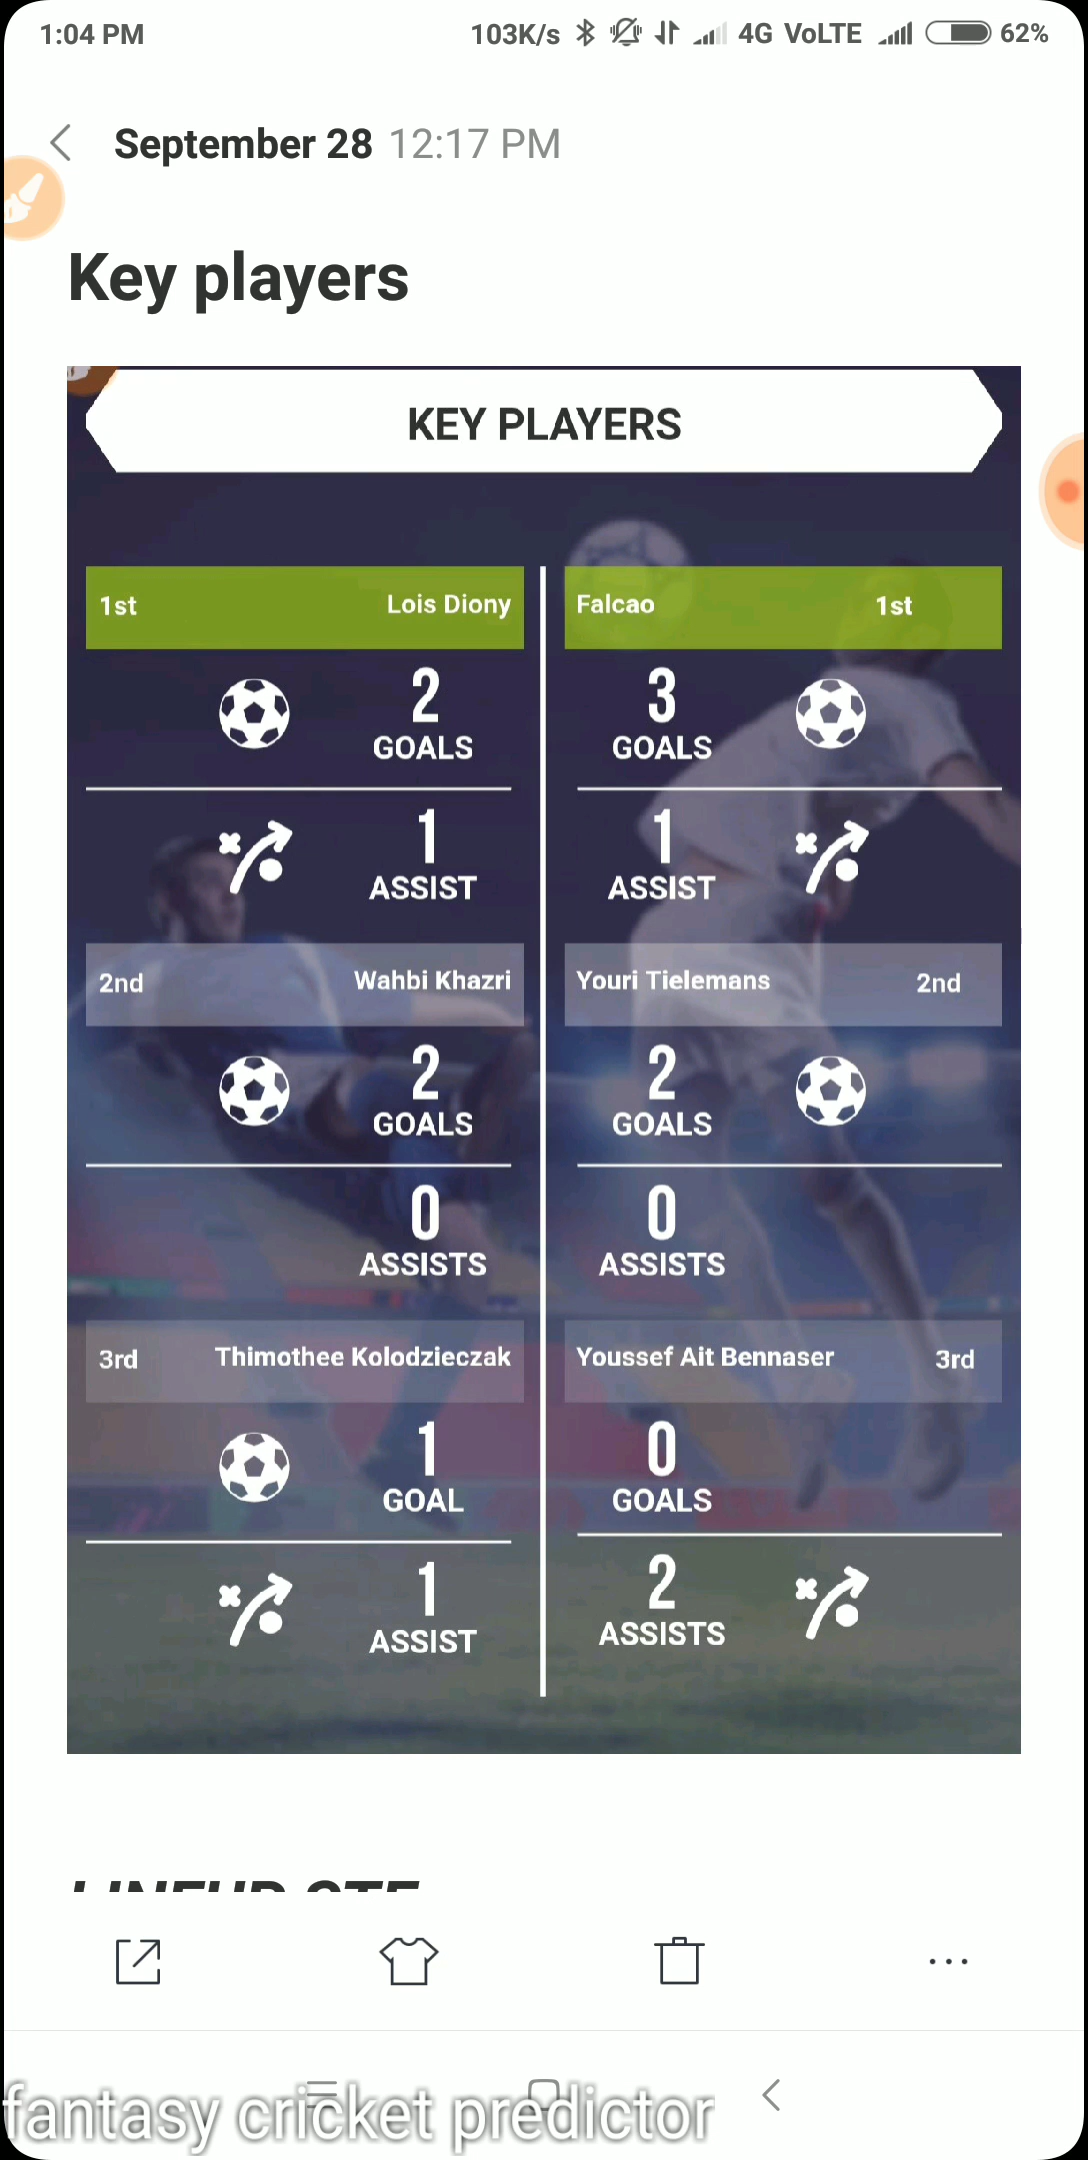 1:04 PM 103K/s 4G VoLTE 62%
September 28 12:17 PM
Key players
KEY PLAYERS
1st Lois Diony Falcao 1st
2 3
GOALS GOALS
1 1
ASSIST ASSIST
2nd Wahbi Khazri Youri Tielemans 2nd
2 2
GOALS GOALS
0 0
ASSISTS ASSISTS
3rd Thimothee Kolodzieczak Youssef Ait Bennaser 3rd
1 0
GOAL GOALS
1 2
ASSIST ASSISTS
fantasy cricket predictor